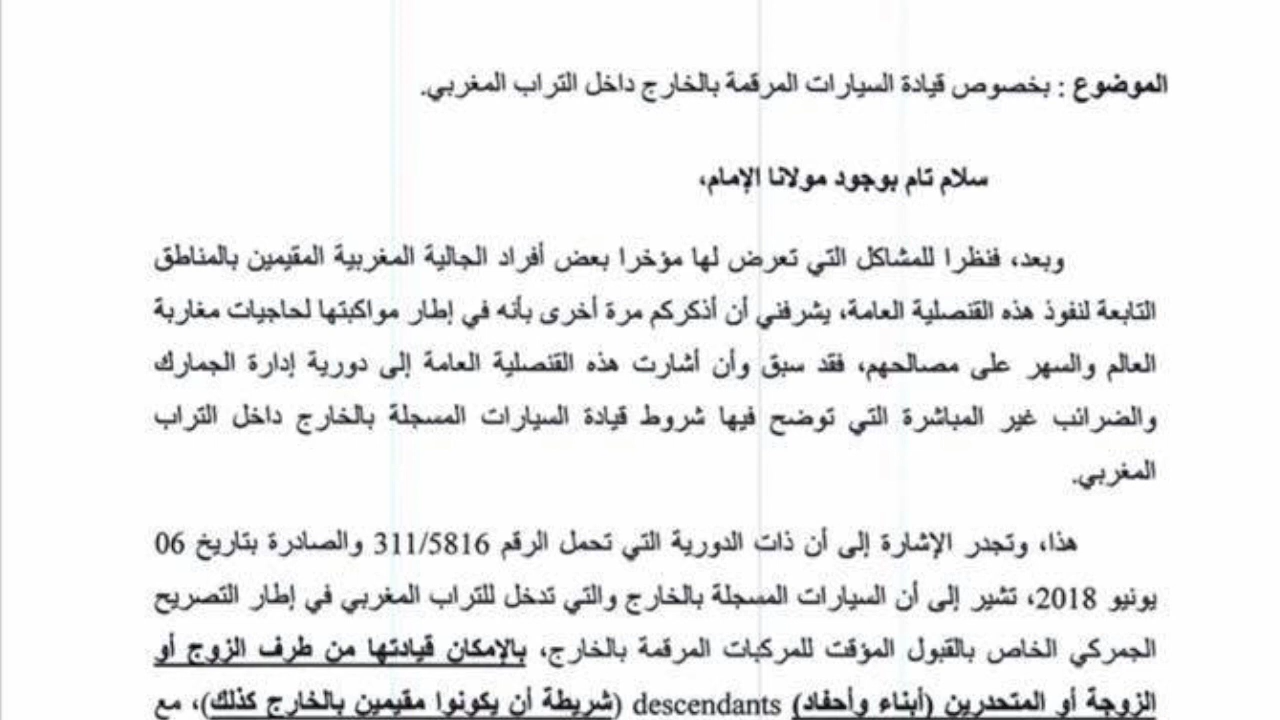 الموضوع : بخصوص قيادة السيارات المرقمة بالخارج داخل التراب المغربي.
سلام تام بوجود مولانا الإمام،
وبعد، فنظرا للمشاكل التي تعرض لها مؤخرا بعض أفراد الجالية المغربية المقيمين بالمناطق
التابعة لنفوذ هذه القنصلية العامة، يشرفني أن أذكركم مرة أخرى بأنه في إطار مواكبتها لحاجيات مغاربة
العالم والسهر على مصالحهم، فقد سبق وأن أشارت هذه القنصلية العامة إلى دورية إدارة الجمارك
والضرائب غير المباشرة التي توضح فيها شروط قيادة السيارات المسجلة بالخارج داخل التراب
المغربي.
هذا، وتجدر الإشارة إلى أن ذات الدورية التي تحمل الرقم 311/5816 والصادرة بتاريخ 06
يونيو 2018، تشير إلى أن السيارات المسجلة بالخارج والتي تدخل للتراب المغربي في إطار التصريح
الجمركي الخاص بالقبول المؤقت للمركبات المرقمة بالخارج، بالإمكان قيادتها من طرف الزوج أو
الزوجة أو المتحدرين (أبناء وأحفاد) descendants (شريطة أن يكونوا مقيمين بالخارج كذلك)، مع